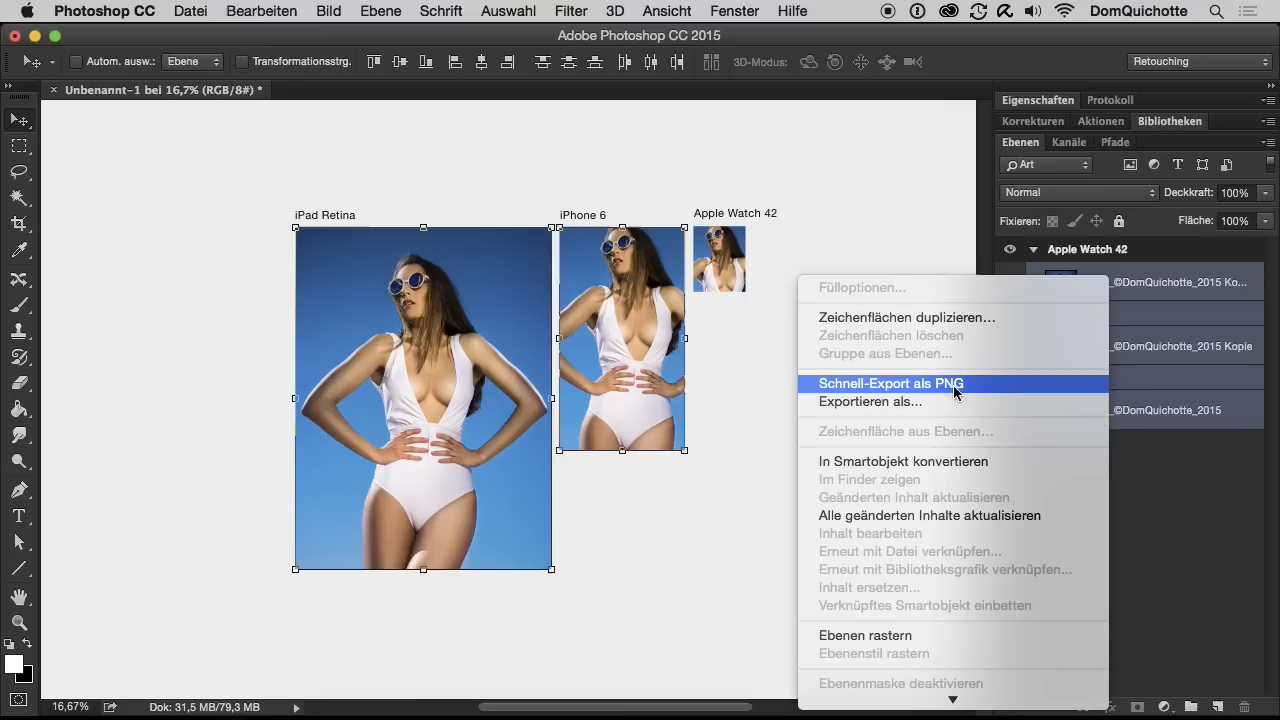 Photoshop CC Datei Bearbeiten Bild Ebene Schrift Auswahl Filter 3D Ansicht Fenster Hilfe DomQuichotte
Adobe Photoshop CC 2015
Autom. ausw.: Ebene Transformationsstrg. 3D-Modus: Retouching
× Unbenannt-1 bei 16,7% (RGB/8#) *
Eigenschaften Protokoll
Korrekturen Aktionen Bibliotheken
Ebenen Kanäle Pfade
Art
Normal Deckkraft: 100%
Fixieren: Fläche: 100%
Apple Watch 42
_©DomQuichotte_2015 Ko...
_©DomQuichotte_2015 Kopie
_©DomQuichotte_2015
iPad Retina
iPhone 6
Apple Watch 42
Fülloptionen...
Zeichenflächen duplizieren...
Zeichenflächen löschen
Gruppe aus Ebenen...
Schnell-Export als PNG
Exportieren als...
Zeichenfläche aus Ebenen...
In Smartobjekt konvertieren
Im Finder zeigen
Geänderten Inhalt aktualisieren
Alle geänderten Inhalte aktualisieren
Inhalt bearbeiten
Erneut mit Datei verknüpfen...
Erneut mit Bibliotheksgrafik verknüpfen...
Inhalt ersetzen...
Verknüpftes Smartobjekt einbetten
Ebenen rastern
Ebenenstil rastern
Ebenenmaske deaktivieren
16,67% Dok: 31,5 MB/79,3 MB